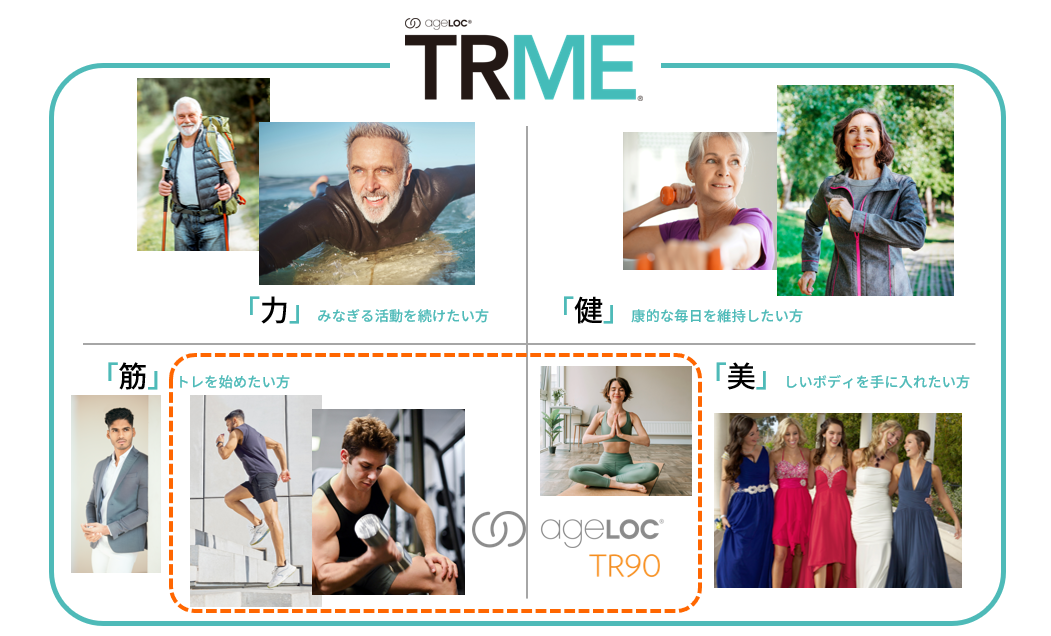 ageLOC®
TRME®
「力」 みなぎる活動を続けたい方
「健」 康的な毎日を維持したい方
「筋」 トレを始めたい方
「美」 しいボディを手に入れたい方
ageLOC®
TR90